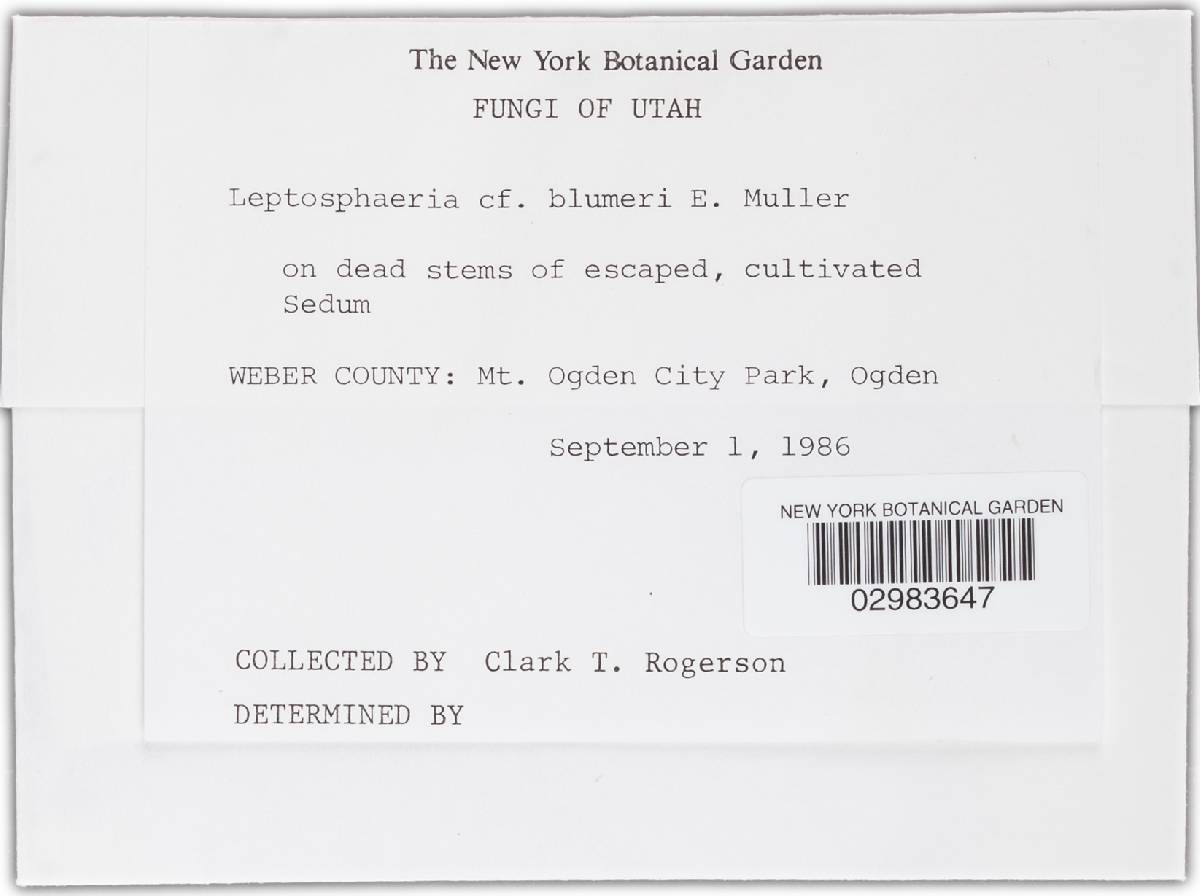 The New York Botanical Garden
FUNGI OF UTAH
Leptosphaeria cf. blumeri E. Muller
on dead stems of escaped, cultivated
Sedum
WEBER COUNTY: Mt. Ogden City Park, Ogden
September 1, 1986
NEW YORK BOTANICAL GARDEN
02983647
COLLECTED BY Clark T. Rogerson
DETERMINED BY